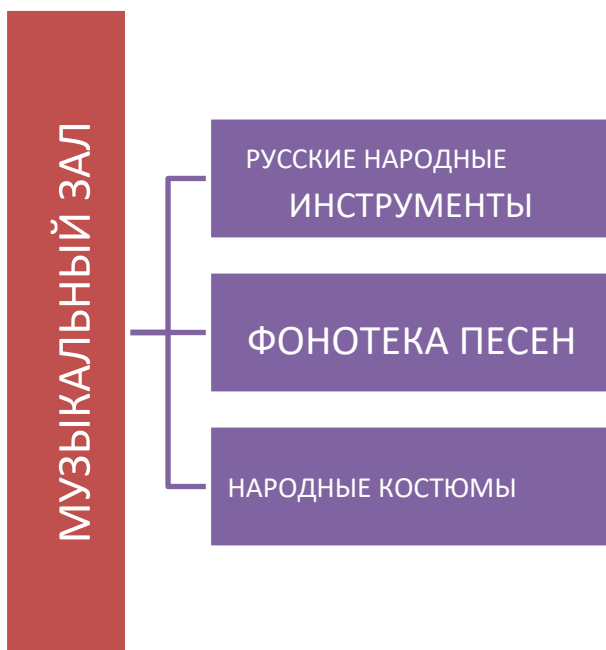 МУЗЫКАЛЬНЫЙ ЗАЛ
РУССКИЕ НАРОДНЫЕ
ИНСТРУМЕНТЫ
ФОНОТЕКА ПЕСЕН
НАРОДНЫЕ КОСТЮМЫ